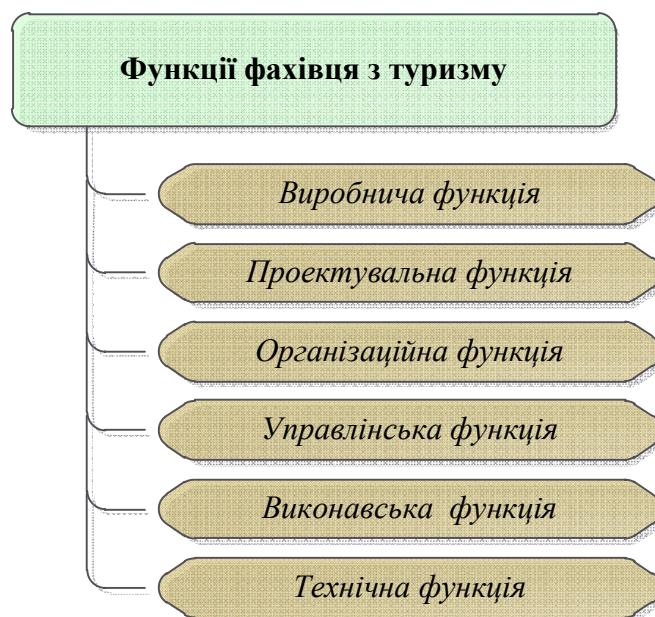 Функції фахівця з туризму
Виробнича функція
Проектувальна функція
Організаційна функція
Управлінська функція
Виконавська функція
Технічна функція